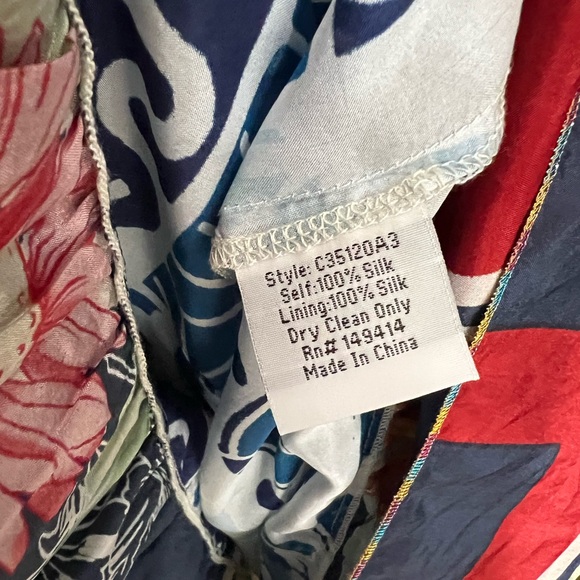 Style: C35120A3
Self:100% Silk
Lining:100% Silk
Dry Clean Only
Rn# 149414
Made In China